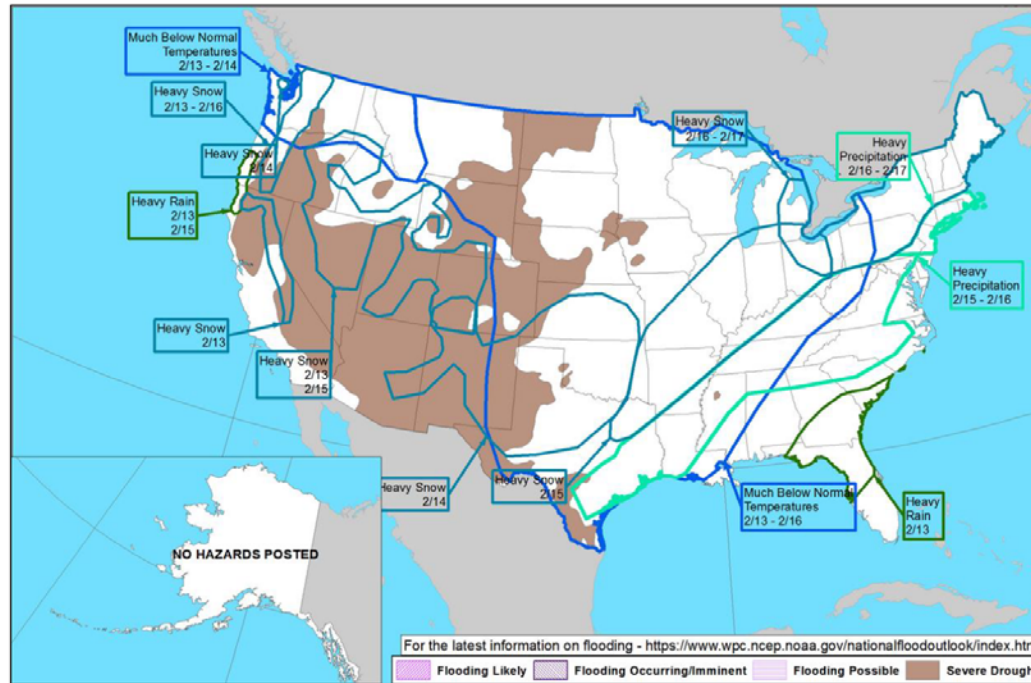 Much Below Normal
Temperatures
2/13 - 2/14
Heavy Snow
2/13 - 2/16
Heavy Snow
2/14
Heavy Rain
2/13
2/15
Heavy Snow
2/13
Heavy Snow
2/13
2/15
Heavy Snow
2/14
Heavy Snow
2/15
Heavy Snow
2/16 - 2/17
Heavy
Precipitation
2/16 - 2/17
Heavy
Precipitation
2/15 - 2/16
Much Below Normal
Temperatures
2/13 - 2/16
Heavy
Rain
2/13
NO HAZARDS POSTED
For the latest information on flooding - https://www.wpc.ncep.noaa.gov/nationalfloodoutlook/index.htm
Flooding Likely Flooding Occurring/Imminent Flooding Possible Severe Drough